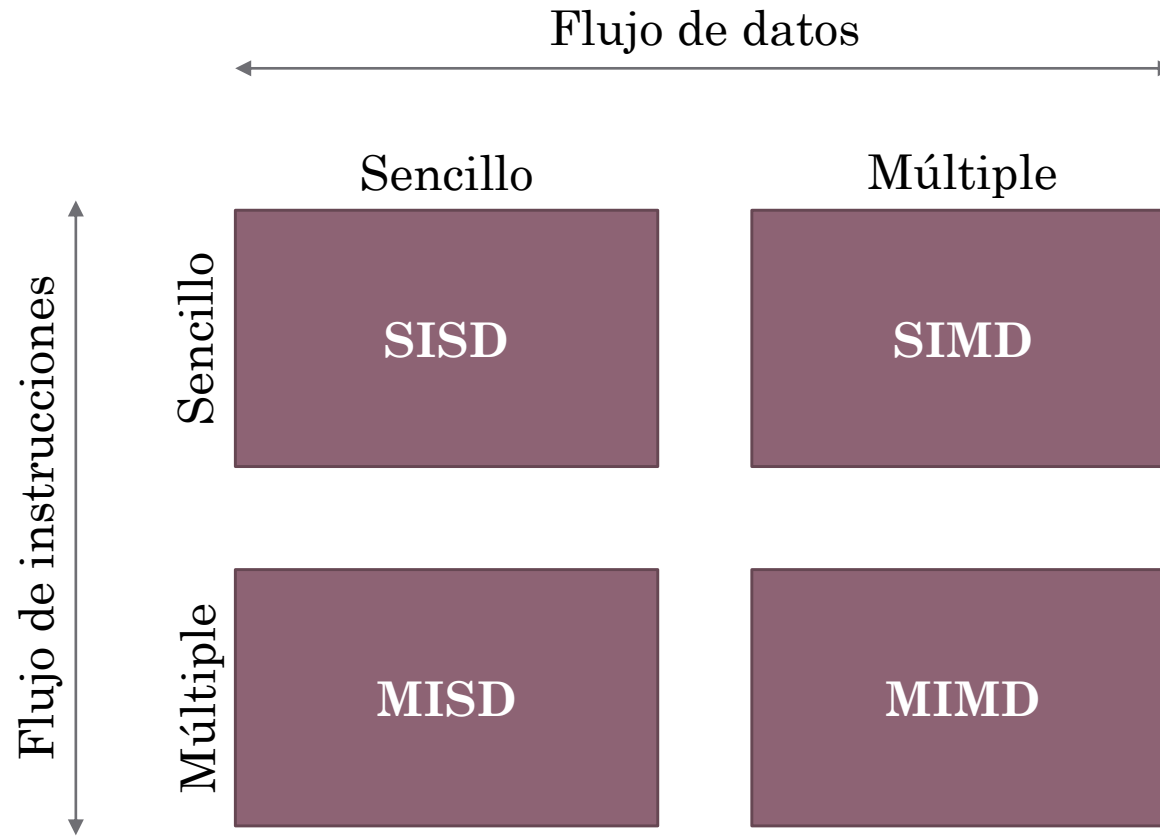 Flujo de datos
Sencillo
Múltiple
Flujo de instrucciones
Sencillo
SISD
SIMD
Múltiple
MISD
MIMD